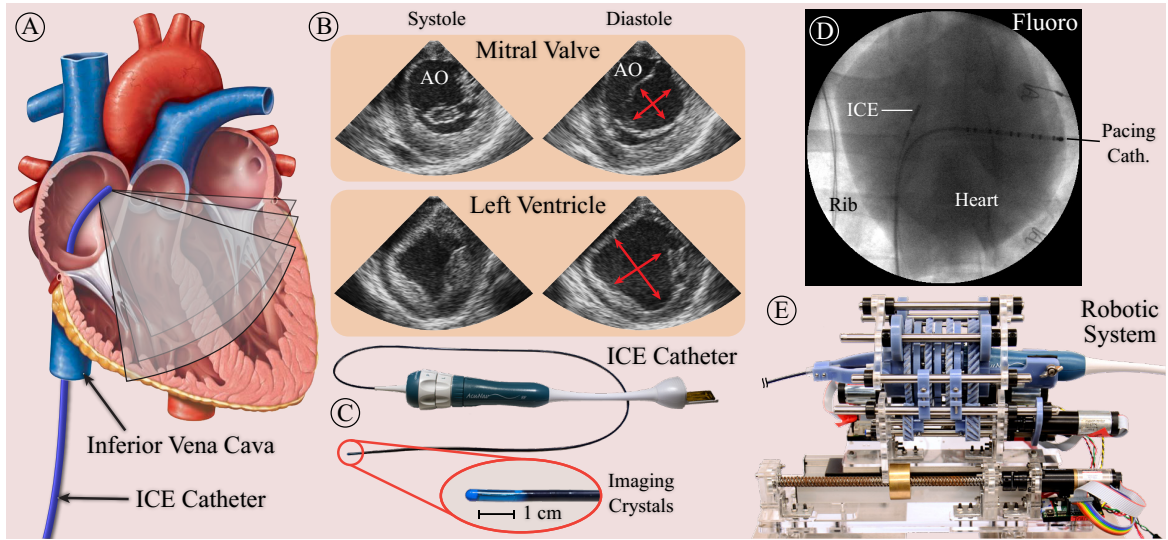 A
Inferior Vena Cava
ICE Catheter
B
Systole
Diastole
Mitral Valve
AO
AO
Left Ventricle
C
ICE Catheter
AcuNav
Imaging
Crystals
1 cm
D
Fluoro
ICE
Pacing
Cath.
Rib
Heart
E
Robotic
System